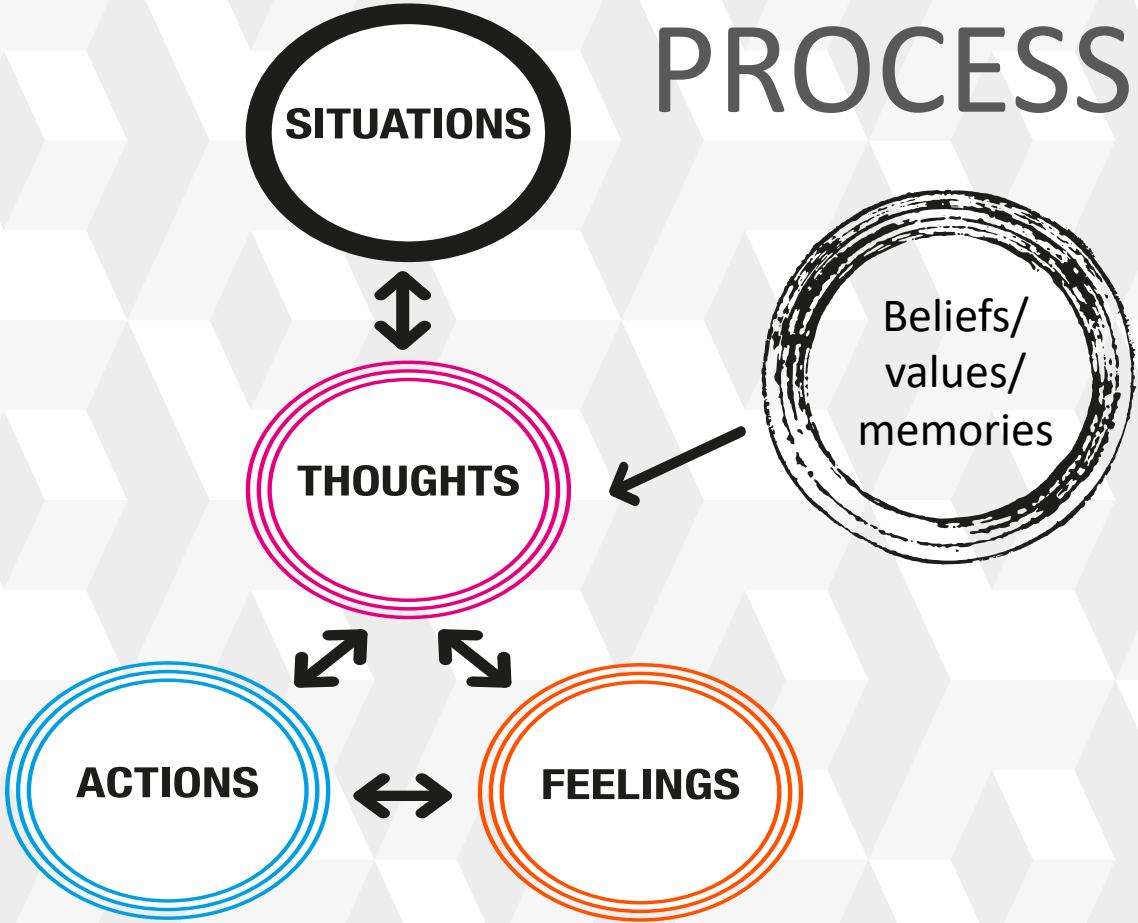 PROCESS
SITUATIONS
Beliefs/
values/
memories
THOUGHTS
ACTIONS
FEELINGS